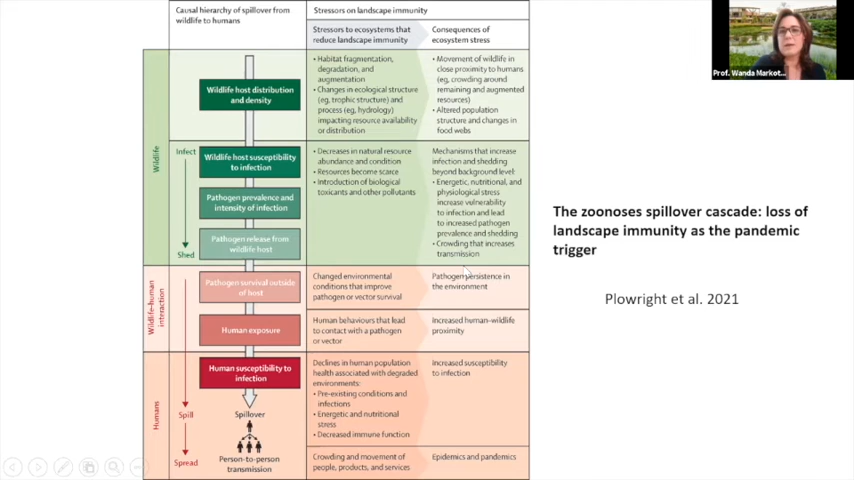 Causal hierarchy of spillover from
wildlife to humans
Stressors on landscape immunity
Stressors to ecosystems that
reduce landscape immunity
Consequences of
ecosystem stress
Wildlife
Wildlife host distribution
and density
• Habitat fragmentation,
degradation, and
augmentation
• Changes in ecological structure
(eg, trophic structure) and
process (eg, hydrology)
impacting resource availability
or distribution
• Movement of wildlife in
close proximity to humans
(eg, crowding around
remaining and augmented
resources)
• Altered population
structure and changes in
food webs
Infect
Wildlife host susceptibility
to infection
Pathogen prevalence and
intensity of infection
Pathogen release from
wildlife host
Shed
• Decreases in natural resource
abundance and condition
• Resources become scarce
• Introduction of biological
toxicants and other pollutants
Mechanisms that increase
infection and shedding
beyond background level:
• Energetic, nutritional, and
physiological stress
increase vulnerability
to infection and lead
to increased pathogen
prevalence and shedding
• Crowding that increases
transmission
Wildlife–human
interaction
Pathogen survival outside
of host
Changed environmental
conditions that improve
pathogen or vector survival
Pathogen persistence in
the environment
Human exposure
Human behaviours that lead
to contact with a pathogen
or vector
Increased human–wildlife
proximity
Humans
Human susceptibility to
infection
Declines in human population
health associated with degraded
environments:
• Pre-existing conditions and
infections
• Energetic and nutritional
stress
• Decreased immune function
Increased susceptibility
to infection
Spill
Spillover
Spread
Person-to-person
transmission
Crowding and movement of
people, products, and services
Epidemics and pandemics
The zoonoses spillover cascade: loss of
landscape immunity as the pandemic
trigger
Plowright et al. 2021
Prof. Wanda Markot...